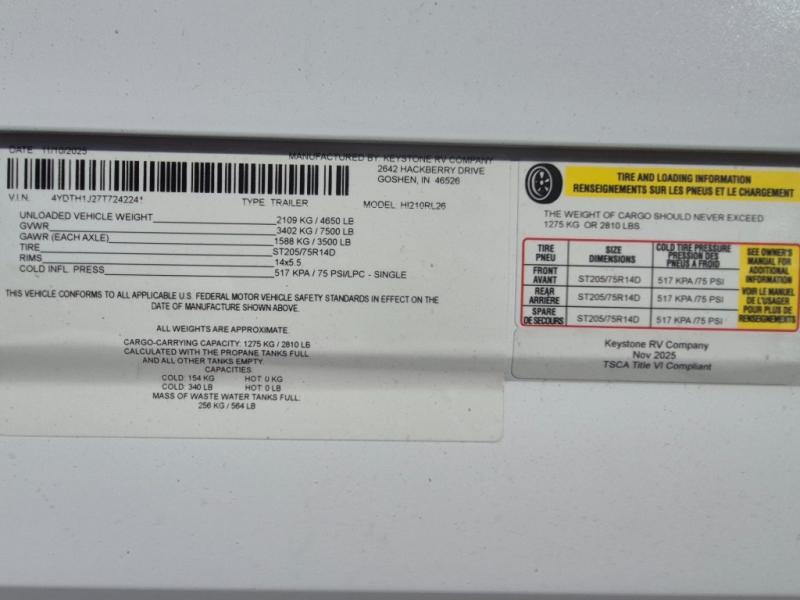 DATE 11/10/2025
MANUFACTURED BY KEYSTONE RV COMPANY
2642 HACKBERRY DRIVE
GOSHEN, IN 46526
V.I.N. 4YDTH1J27T7242241
TYPE TRAILER
MODEL HI210RL26
UNLOADED VEHICLE WEIGHT 2109 KG / 4650 LB
GVWR 3402 KG / 7500 LB
GAWR (EACH AXLE) 1588 KG / 3500 LB
TIRE ST205/75R14D
RIMS 14x5.5
COLD INFL. PRESS 517 KPA / 75 PSI/LPC - SINGLE
THIS VEHICLE CONFORMS TO ALL APPLICABLE U.S. FEDERAL MOTOR VEHICLE SAFETY STANDARDS IN EFFECT ON THE
DATE OF MANUFACTURE SHOWN ABOVE.
ALL WEIGHTS ARE APPROXIMATE.
CARGO-CARRYING CAPACITY: 1275 KG / 2810 LB
CALCULATED WITH THE PROPANE TANKS FULL
AND ALL OTHER TANKS EMPTY.
CAPACITIES
COLD: 154 KG HOT: 0 KG
COLD: 340 LB HOT: 0 LB
MASS OF WASTE WATER TANKS FULL:
256 KG / 564 LB
TIRE AND LOADING INFORMATION
RENSEIGNEMENTS SUR LES PNEUS ET LE CHARGEMENT
THE WEIGHT OF CARGO SHOULD NEVER EXCEED
1275 KG OR 2810 LBS.
TIRE PNEU
SIZE DIMENSIONS
COLD TIRE PRESSURE
PRESSION DES
PNEUS A FROID
FRONT AVANT ST205/75R14D 517 KPA /75 PSI
REAR ARRIÈRE ST205/75R14D 517 KPA /75 PSI
SPARE DE SECOURS ST205/75R14D 517 KPA /75 PSI
SEE OWNER'S
MANUAL FOR
ADDITIONAL
INFORMATION
VOIR LE MANUEL
DE L'USAGER
POUR PLUS DE
RENSEIGNEMENTS
Keystone RV Company
Nov 2025
TSCA Title VI Compliant